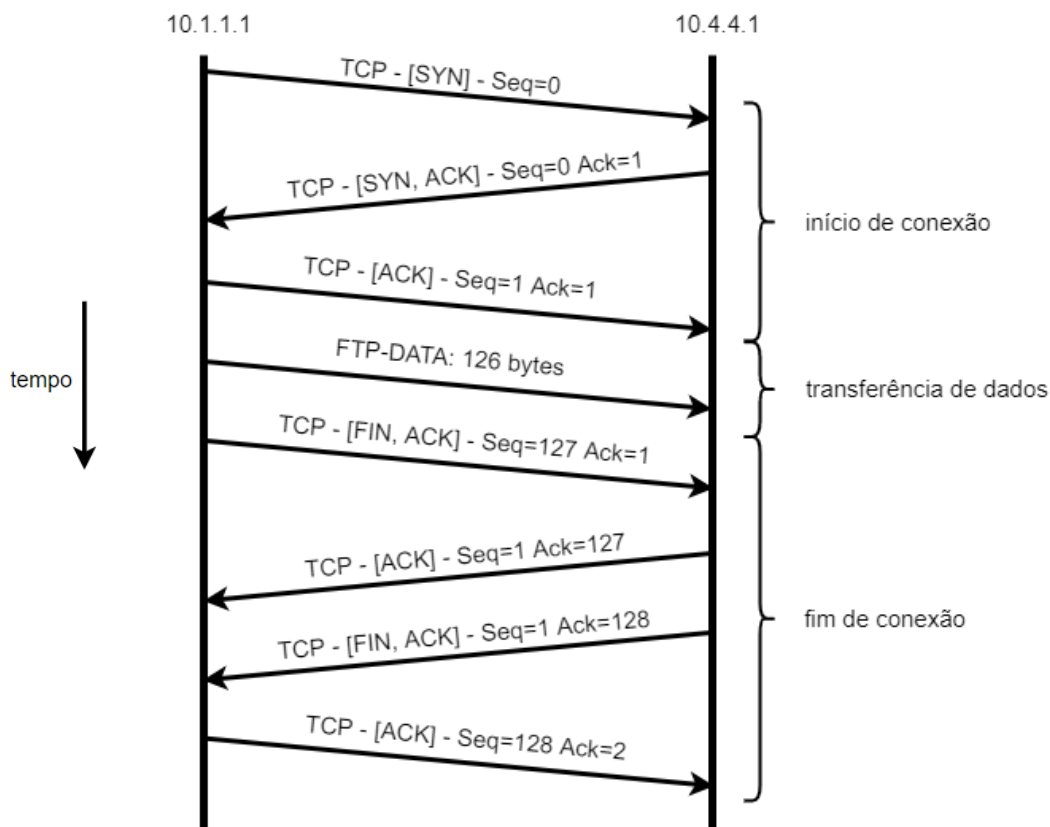 10.1.1.1
10.4.4.1
TCP - [SYN] - Seq=0
TCP - [SYN, ACK] - Seq=0 Ack=1
início de conexão
TCP - [ACK] - Seq=1 Ack=1
FTP-DATA: 126 bytes
tempo
transferência de dados
TCP - [FIN, ACK] - Seq=127 Ack=1
TCP - [ACK] - Seq=1 Ack=127
TCP - [FIN, ACK] - Seq=1 Ack=128
fim de conexão
TCP - [ACK] - Seq=128 Ack=2